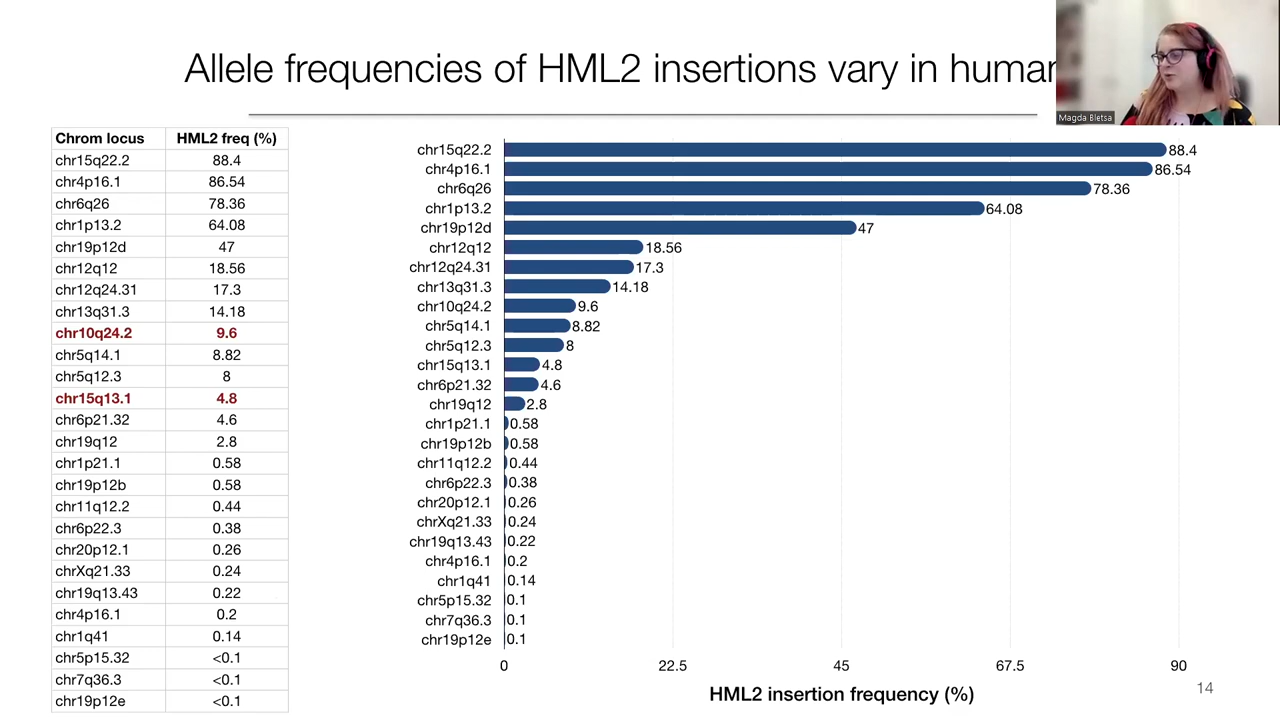 Allele frequencies of HML2 insertions vary in human
Magda Bletsa
Chrom locus HML2 freq (%)
chr15q22.2 88.4
chr4p16.1 86.54
chr6q26 78.36
chr1p13.2 64.08
chr19p12d 47
chr12q12 18.56
chr12q24.31 17.3
chr13q31.3 14.18
chr10q24.2 9.6
chr5q14.1 8.82
chr5q12.3 8
chr15q13.1 4.8
chr6p21.32 4.6
chr19q12 2.8
chr1p21.1 0.58
chr19p12b 0.58
chr11q12.2 0.44
chr6p22.3 0.38
chr20p12.1 0.26
chrXq21.33 0.24
chr19q13.43 0.22
chr4p16.1 0.2
chr1q41 0.14
chr5p15.32 <0.1
chr7q36.3 <0.1
chr19p12e <0.1
chr15q22.2 88.4
chr4p16.1 86.54
chr6q26 78.36
chr1p13.2 64.08
chr19p12d 47
chr12q12 18.56
chr12q24.31 17.3
chr13q31.3 14.18
chr10q24.2 9.6
chr5q14.1 8.82
chr5q12.3 8
chr15q13.1 4.8
chr6p21.32 4.6
chr19q12 2.8
chr1p21.1 0.58
chr19p12b 0.58
chr11q12.2 0.44
chr6p22.3 0.38
chr20p12.1 0.26
chrXq21.33 0.24
chr19q13.43 0.22
chr4p16.1 0.2
chr1q41 0.14
chr5p15.32 0.1
chr7q36.3 0.1
chr19p12e 0.1
0 22.5 45 67.5 90
HML2 insertion frequency (%)
14